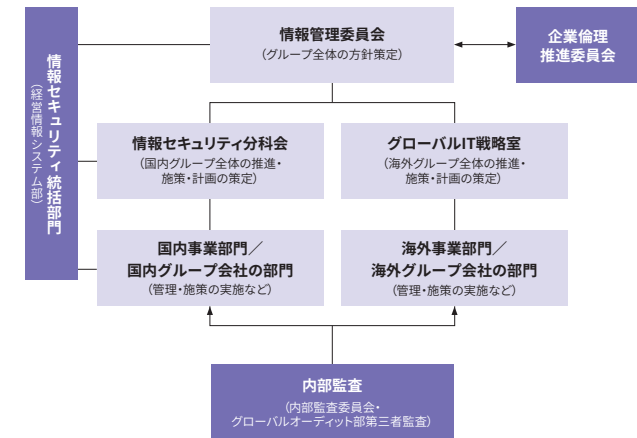 情報セキュリティ統括部門
（経営情報システム部）
情報管理委員会
（グループ全体の方針策定）
企業倫理
推進委員会
情報セキュリティ分科会
（国内グループ全体の推進・
施策・計画の策定）
グローバルIT戦略室
（海外グループ全体の推進・
施策・計画の策定）
国内事業部門／
国内グループ会社の部門
（管理・施策の実施など）
海外事業部門／
海外グループ会社の部門
（管理・施策の実施など）
内部監査
（内部監査委員会・
グローバルオーディット部第三者監査）